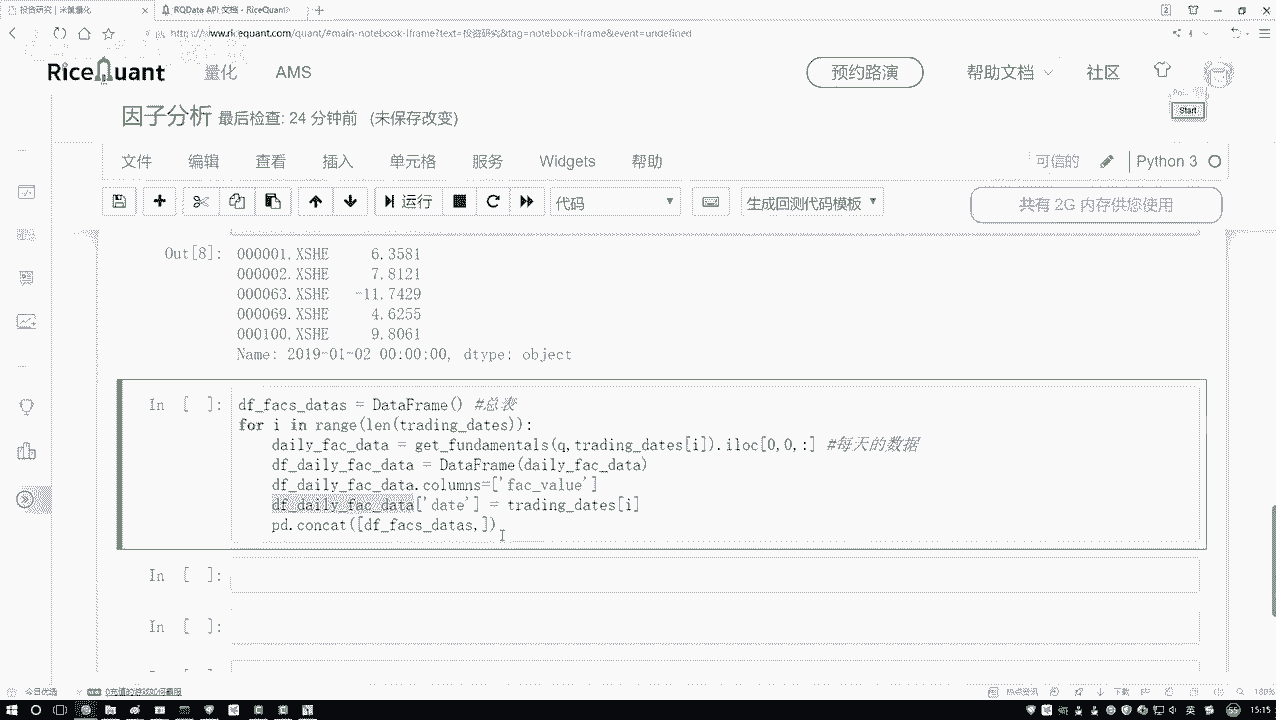 投资研究 | 米筐量化
RQData API 文档 - RiceQuant
http://www.ricequant.com/quant/#main-notebook-iframe?text=投资研究&tag=notebook-iframe&event=undefined
RiceQuant 量化 AMS 预约路演 帮助文档 社区
Start
因子分析 最后检查: 24 分钟前 (未保存改变)
文件 编辑 查看 插入 单元格 服务 Widgets 帮助 可信的 Python 3
运行 代码 生成回测代码模板 共有 2G 内存供您使用
Out[8]: 000001.XSHE 6.3581
000002.XSHE 7.8121
000063.XSHE -11.7429
000069.XSHE 4.6255
000100.XSHE 9.8061
Name: 2019-01-02 00:00:00, dtype: object
In [ ]: df_facs_datas = DataFrame() #总表
for i in range(len(trading_dates)):
daily_fac_data = get_fundamentals(q,trading_dates[i]).iloc[0,0,:] #每天的数据
df_daily_fac_data = DataFrame(daily_fac_data)
df_daily_fac_data.columns=['fac_value']
df_daily_fac_data['date'] = trading_dates[i]
pd.concat([df_facs_datas,])
In [ ]:
In [ ]:
今日优选
热点资讯 下载 180%
英 15:15